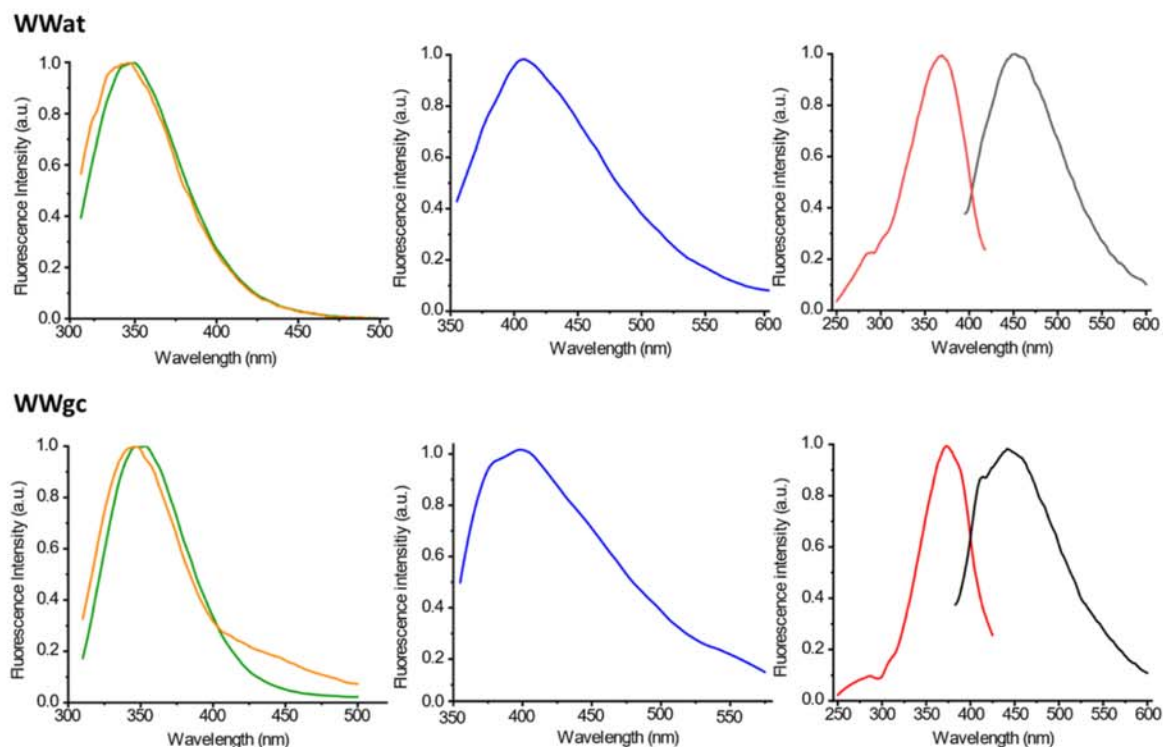 WWat
Fluorescence Intensity (a.u.)
1.0
0.8
0.6
0.4
0.2
0.0
300 350 400 450 500
Wavelength (nm)
Fluorescence intensity (a.u.)
1.0
0.8
0.6
0.4
0.2
0.0
350 400 450 500 550 600
Wavelength (nm)
Fluorescence intensity (a.u.)
1.0
0.8
0.6
0.4
0.2
0.0
250 300 350 400 450 500 550 600
Wavelength (nm)
WWgc
Fluorescence Intensity (a.u.)
1.0
0.8
0.6
0.4
0.2
0.0
300 350 400 450 500
Wavelength (nm)
Fluorescence intensitiy (a.u.)
1.0
0.8
0.6
0.4
0.2
0.0
350 400 450 500 550
Wavelength (nm)
Fluorescence intensity (a.u.)
1.0
0.8
0.6
0.4
0.2
0.0
250 300 350 400 450 500 550 600
Wavelength (nm)